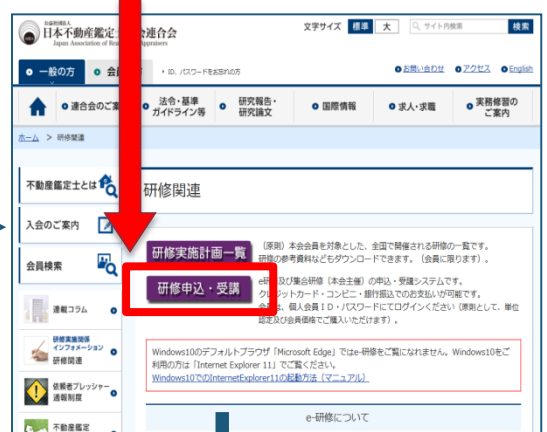 公益社団法人
日本不動産鑑定士 会連合会
Japan Association of Real Appraisers
文字サイズ 標準 大 サイト内検索 検索
一般の方 会 ID、パスワードをお忘れの方
お問い合わせ アクセス English
連合会のご案 法令・基準 ガイドライン等 研究報告・ 研究論文 国際情報 求人・求職 実務修習の ご案内
ホーム > 研修関連
不動産鑑定士とは
研修関連
入会のご案内
会員検索
研修実施計画一覧
(原則)本会会員を対象とした、全国で開催される研修の一覧です。
研修の参考資料などもダウンロードできます。(会員に限ります)。
研修申込・受講
e研修及び集合研修(本会主催)の申込・受講システムです。
クレジットカード・コンビニ・銀行振込でのお支払いが可能です。
会員は、個人会員ID・パスワードにてログインください(原則として、単位認定及び会員価格でご購入いただけます)。
連載コラム
研修実施関係
インフォメーション
研修関連
依頼者プレッシャー
通報制度
不動産鑑定
Windows10のデフォルトブラウザ「Microsoft Edge」ではe-研修をご覧になれません。Windows10をご
利用の方は「Internet Explorer 11」でご覧ください。
Windows10でのInternetExplorer11の起動方法(マニュアル)
e-研修について